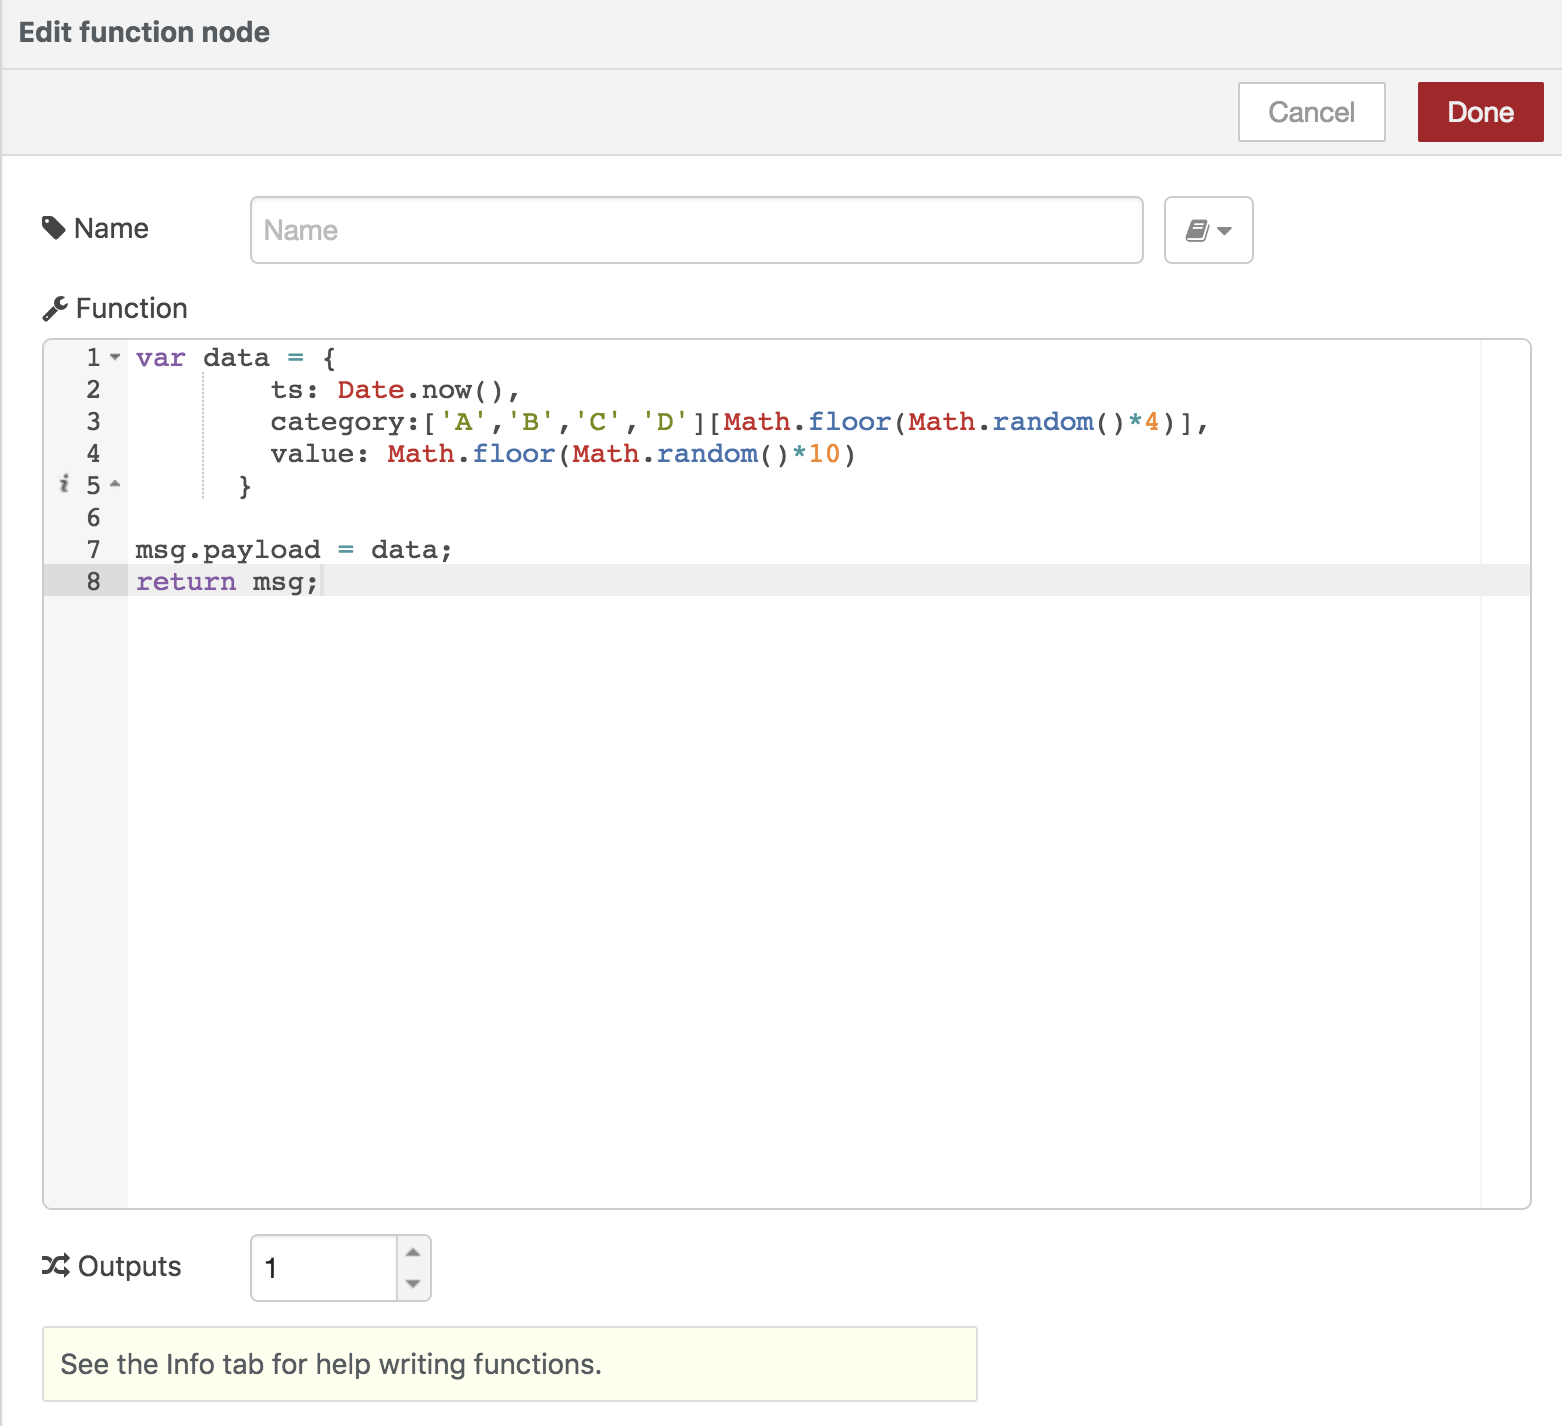 Edit function node
Cancel Done
Name Name
Function
1 var data = {
2 ts: Date.now(),
3 category:['A','B','C','D'][Math.floor(Math.random()*4)],
4 value: Math.floor(Math.random()*10)
i 5 }
6
7 msg.payload = data;
8 return msg;
Outputs 1
See the Info tab for help writing functions.